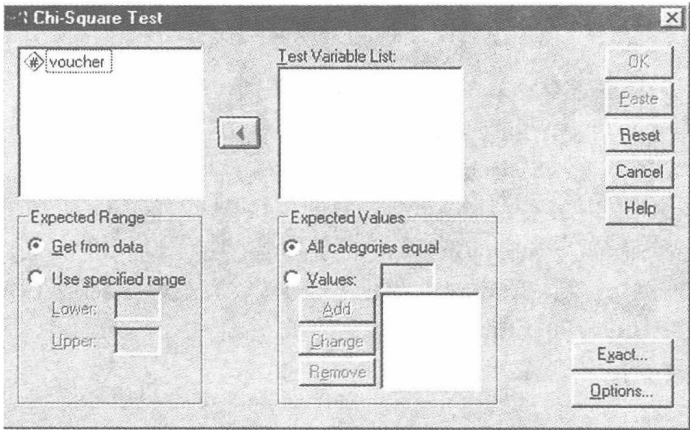 Chi-Square Test
# voucher
Test Variable List:
OK
Paste
Reset
Cancel
Help
Expected Range
Get from data
Use specified range
Lower:
Upper:
Expected Values
All categories equal
Values:
Add
Change
Remove
Exact...
Options...